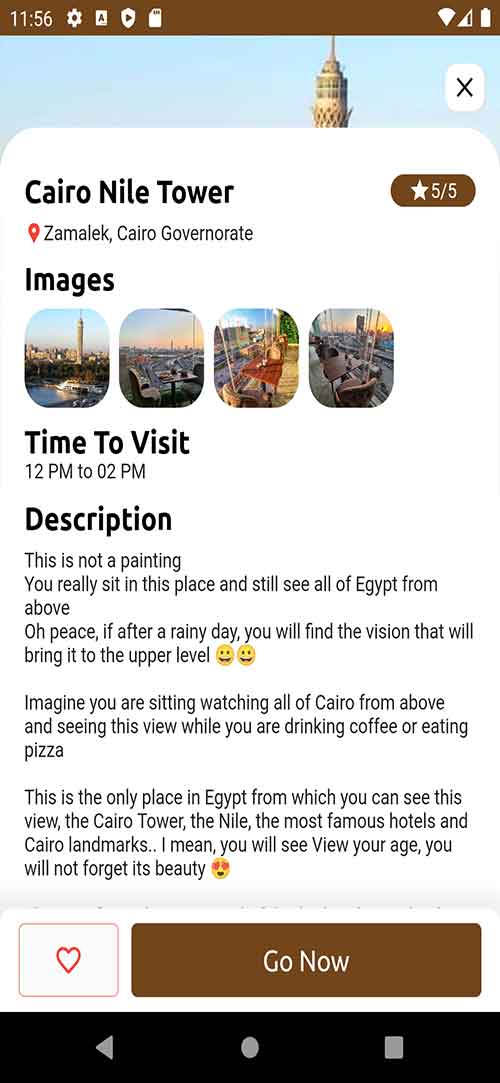 11:56
Cairo Nile Tower
5/5
Zamalek, Cairo Governorate
Images
Time To Visit
12 PM to 02 PM
Description
This is not a painting
You really sit in this place and still see all of Egypt from
above
Oh peace, if after a rainy day, you will find the vision that will
bring it to the upper level 😀😀
Imagine you are sitting watching all of Cairo from above
and seeing this view while you are drinking coffee or eating
pizza
This is the only place in Egypt from which you can see this
view, the Cairo Tower, the Nile, the most famous hotels and
Cairo landmarks.. I mean, you will see View your age, you
will not forget its beauty 😍
Go Now